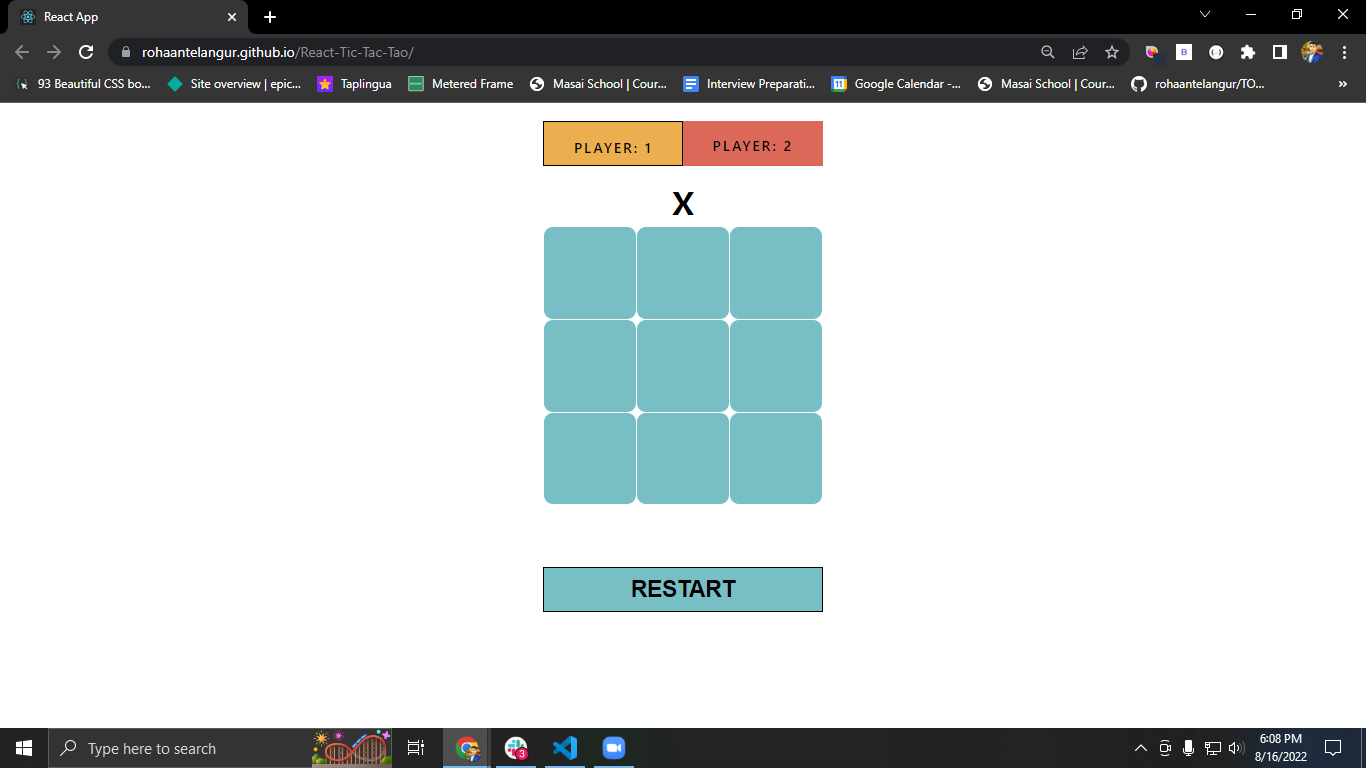 React App
rohaantelangur.github.io/React-Tic-Tac-Tao/
B
93 Beautiful CSS bo... Site overview | epic... Taplingua Metered Frame Masai School | Cour... Interview Preparati... 11 Google Calendar -... Masai School | Cour... rohaantelangur/TO... »
PLAYER: 1 PLAYER: 2
X
RESTART
Type here to search
3
6:08 PM
8/16/2022